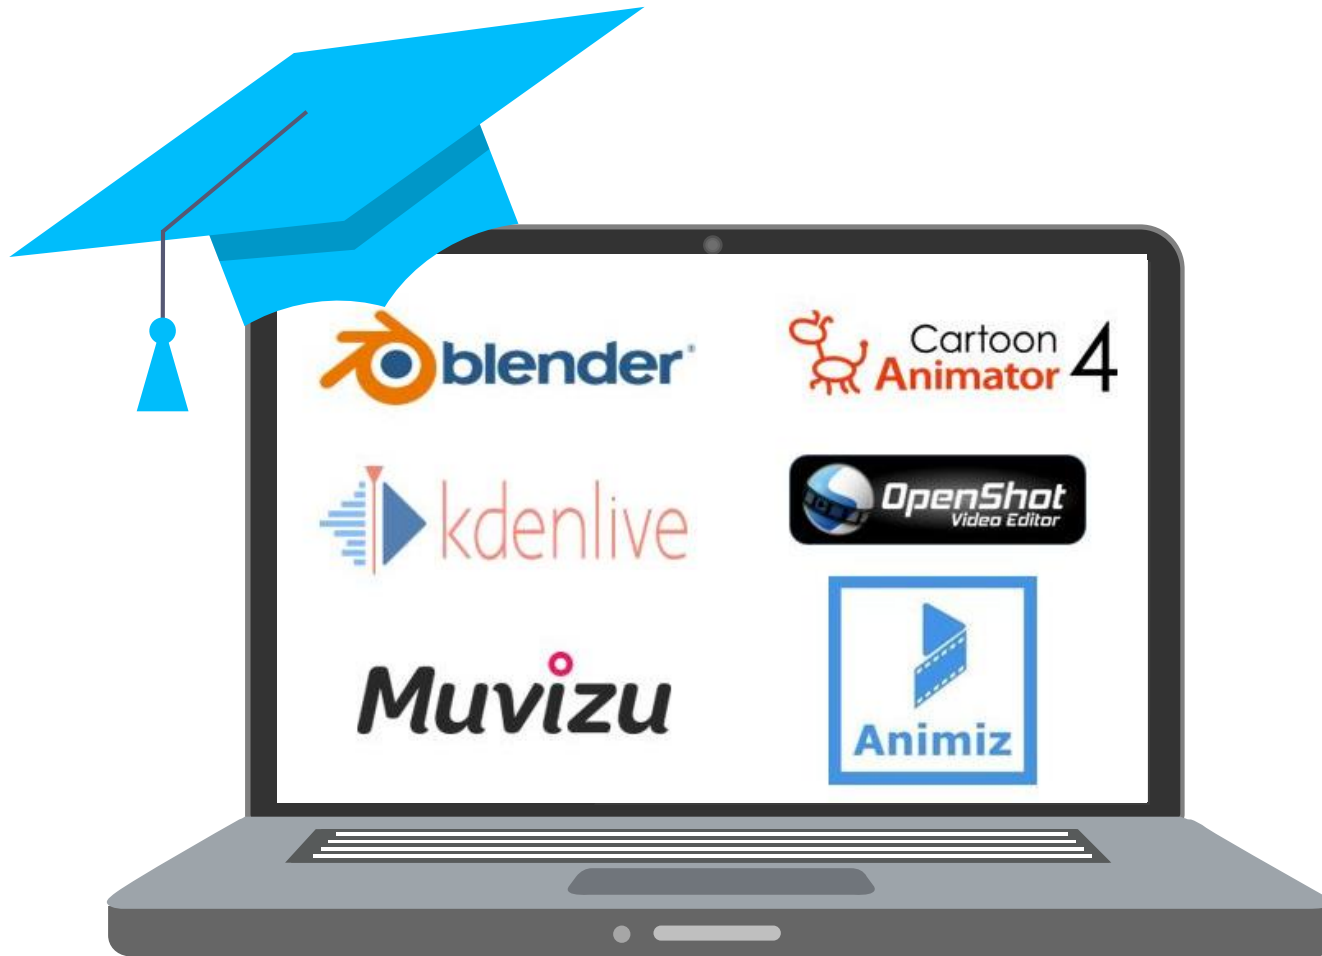 blender®
Cartoon
Animator 4
kdenlive
OpenShot
Video Editor
Muvizu
Animiz